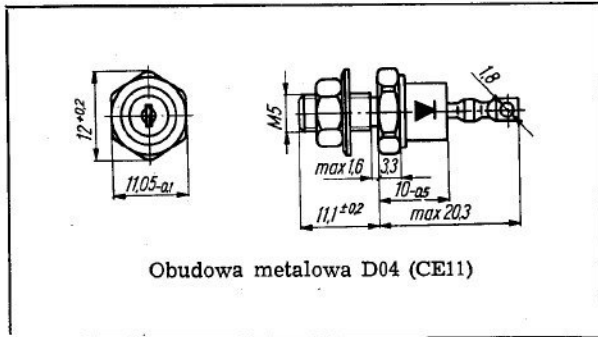 12+0,2
11,05-0,1
M5
1,8
max 1,6
3,3
10-0,5
11,1±0,2
max 20,3
Obudowa metalowa D04 (CE11)